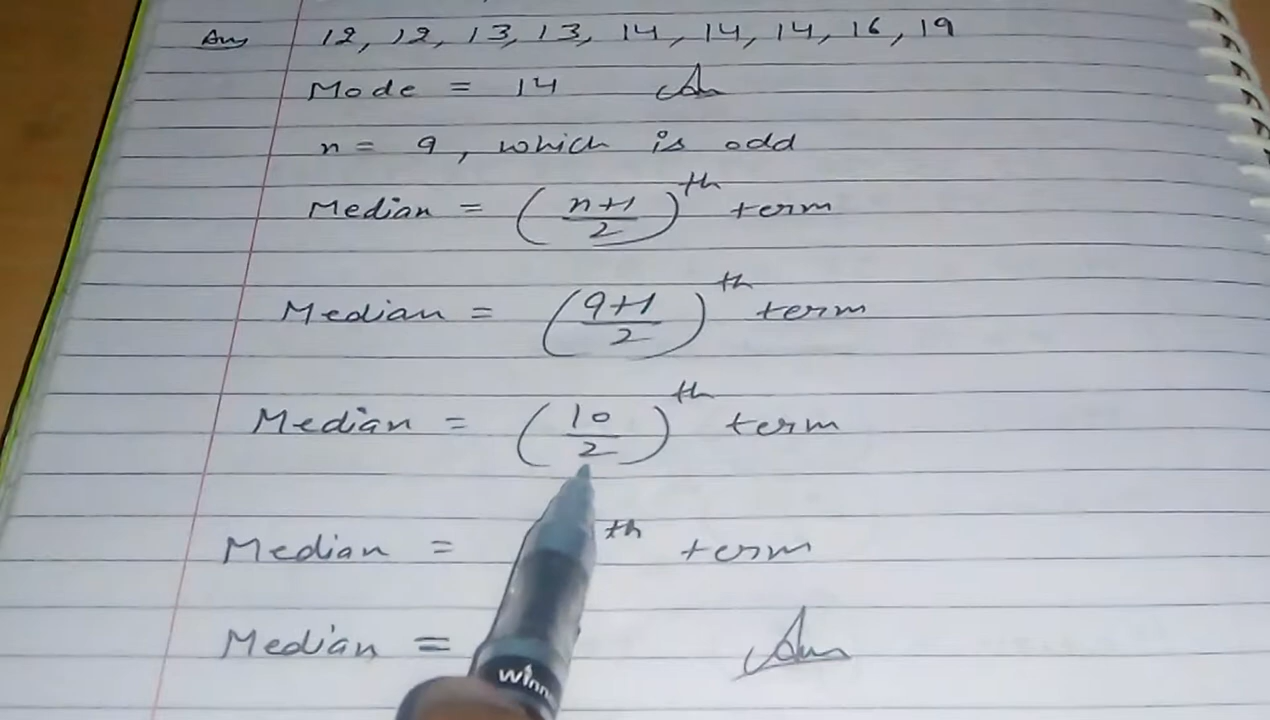 Ans 12, 12, 13, 13, 14, 14, 14, 16, 19
Mode = 14 Ans
n = 9, which is odd
Median = (n+1/2)th term
Median = (9+1/2)th term
Median = (10/2)th term
Median = th term
Median = Ans
Winn